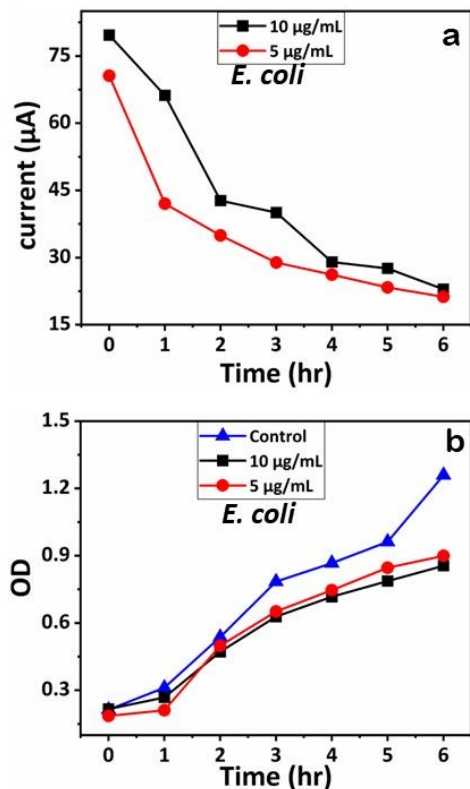 10 µg/mL
5 µg/mL
a
E. coli
75
60
45
30
15
current (µA)
0 1 2 3 4 5 6
Time (hr)
Control
10 µg/mL
5 µg/mL
b
E. coli
1.5
1.2
0.9
0.6
0.3
OD
0 1 2 3 4 5 6
Time (hr)